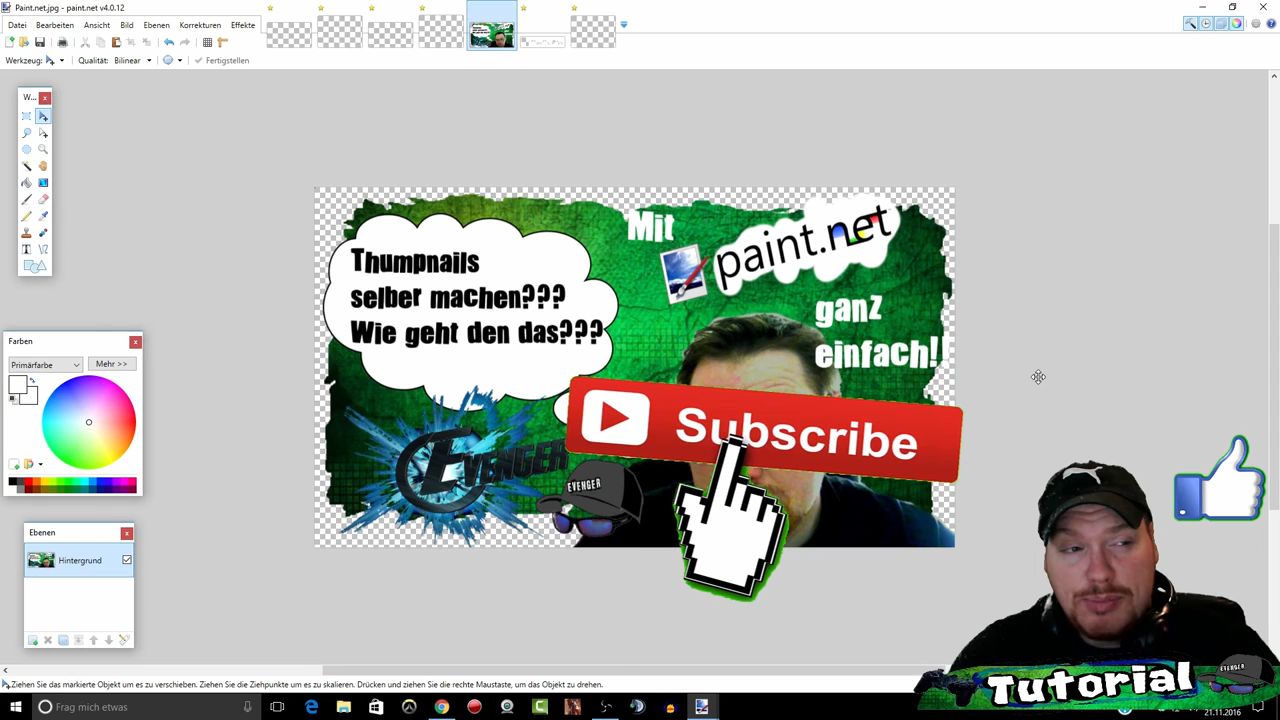 Paint.net.jpg - paint.net v4.0.12
Datei Bearbeiten Ansicht Bild Ebenen Korrekturen Effekte
Werkzeug: Qualität: Bilinear Fertigstellen
W...
Thumpnails
selber machen???
Wie geht den das???
Mit
paint.net
ganz
einfach!!
Subscribe
EVENGER
EVENGER
Farben
Primärfarbe
Mehr >>
Ebenen
Hintergrund
EVENGER
Tutorial
Ziehen Sie das markierte Objekt um es zu verschieben. Ziehen Sie die Ziehpunkte um es zu skalieren. Drücken und ziehen Sie die rechte Maustaste, um das Objekt zu drehen.
Frag mich etwas
21.11.2016